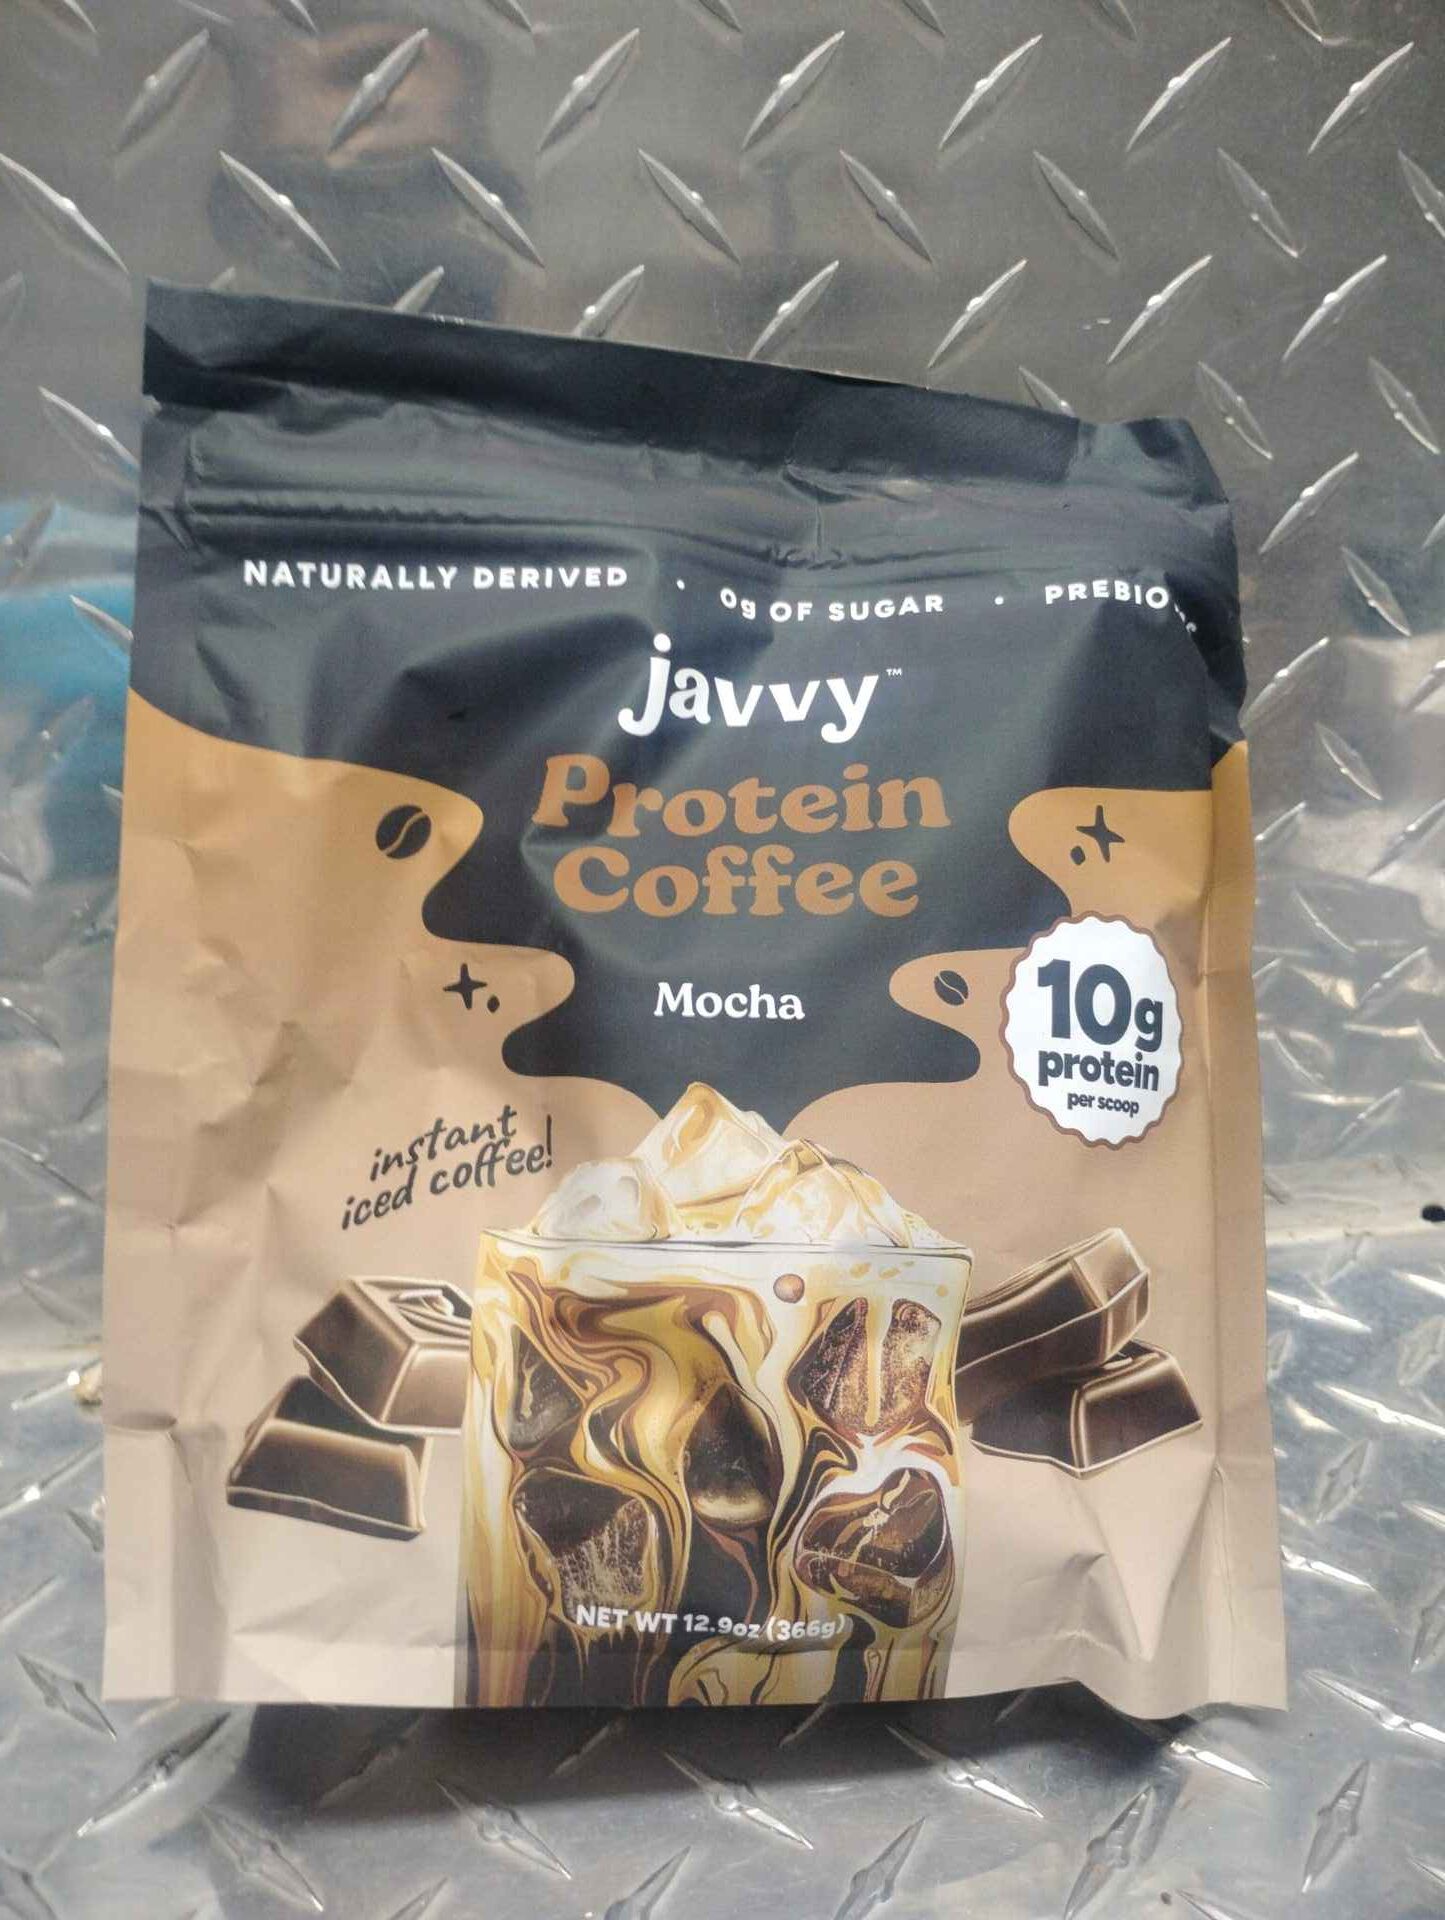 NATURALLY DERIVED • 0g OF SUGAR • PREBIO
javvy™
Protein
Coffee
Mocha
10g
protein
per scoop
instant
iced coffee!
NET WT 12.9oz (366g)